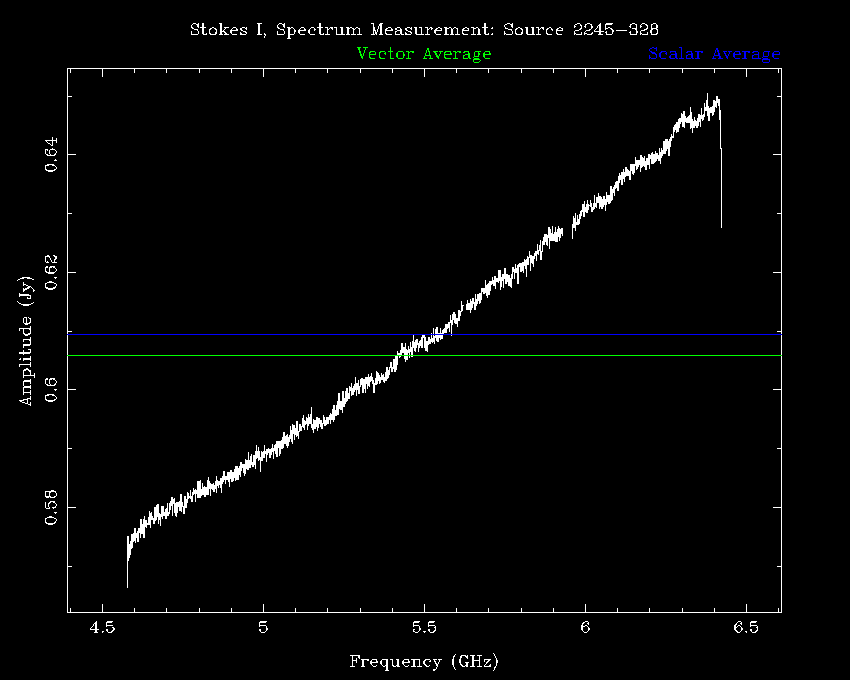 Stokes I, Spectrum Measurement: Source 2245−328
Vector Average Scalar Average
0.64
0.62
0.6
0.58
Amplitude (Jy)
4.5 5 5.5 6 6.5
Frequency (GHz)